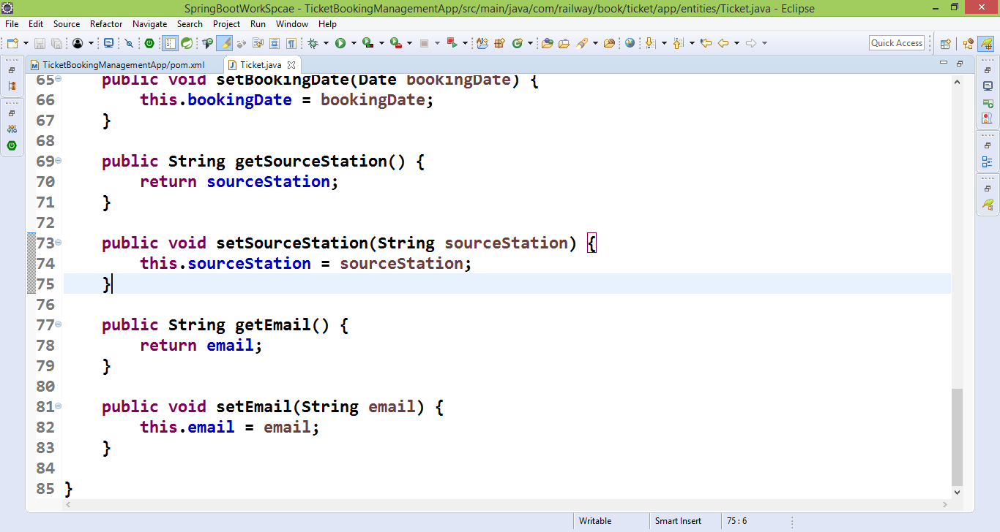 SpringBootWorkSpcae - TicketBookingManagementApp/src/main/java/com/railway/book/ticket/app/entities/Ticket.java - Eclipse
File Edit Source Refactor Navigate Search Project Run Window Help
Quick Access
TicketBookingManagementApp/pom.xml Ticket.java
65 public void setBookingDate(Date bookingDate) {
66 this.bookingDate = bookingDate;
67 }
68
69 public String getSourceStation() {
70 return sourceStation;
71 }
72
73 public void setSourceStation(String sourceStation) {
74 this.sourceStation = sourceStation;
75 }
76
77 public String getEmail() {
78 return email;
79 }
80
81 public void setEmail(String email) {
82 this.email = email;
83 }
84
85 }
Writable Smart Insert 75 : 6